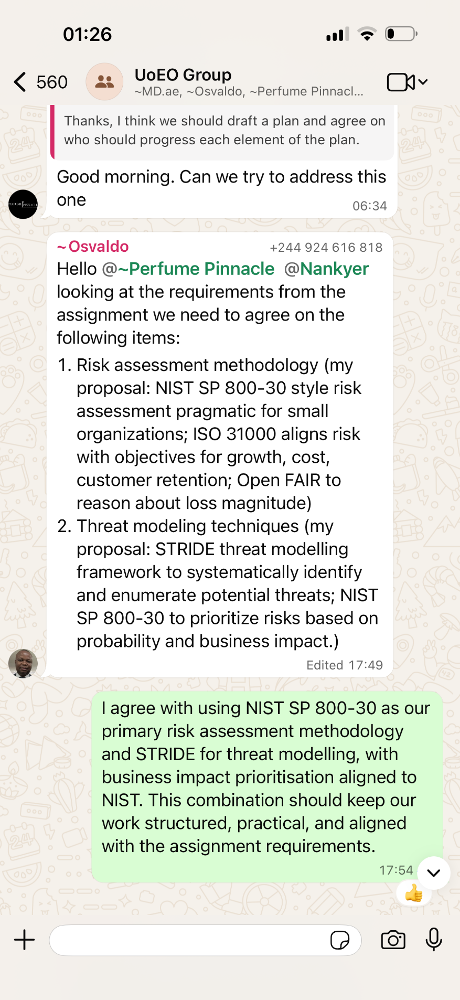 01:26
560
UoEO Group
~MD.ae, ~Osvaldo, ~Perfume Pinnacl...
Thanks, I think we should draft a plan and agree on
who should progress each element of the plan.
Good morning. Can we try to address this
one
06:34
PERFUME PINNACLE
~Osvaldo
+244 924 616 818
Hello @~Perfume Pinnacle @Nankyer
looking at the requirements from the
assignment we need to agree on the
following items:
1. Risk assessment methodology (my
proposal: NIST SP 800-30 style risk
assessment pragmatic for small
organizations; ISO 31000 aligns risk
with objectives for growth, cost,
customer retention; Open FAIR to
reason about loss magnitude)
2. Threat modeling techniques (my
proposal: STRIDE threat modelling
framework to systematically identify
and enumerate potential threats; NIST
SP 800-30 to prioritize risks based on
probability and business impact.)
Edited 17:49
I agree with using NIST SP 800-30 as our
primary risk assessment methodology
and STRIDE for threat modelling, with
business impact prioritisation aligned to
NIST. This combination should keep our
work structured, practical, and aligned
with the assignment requirements.
17:54